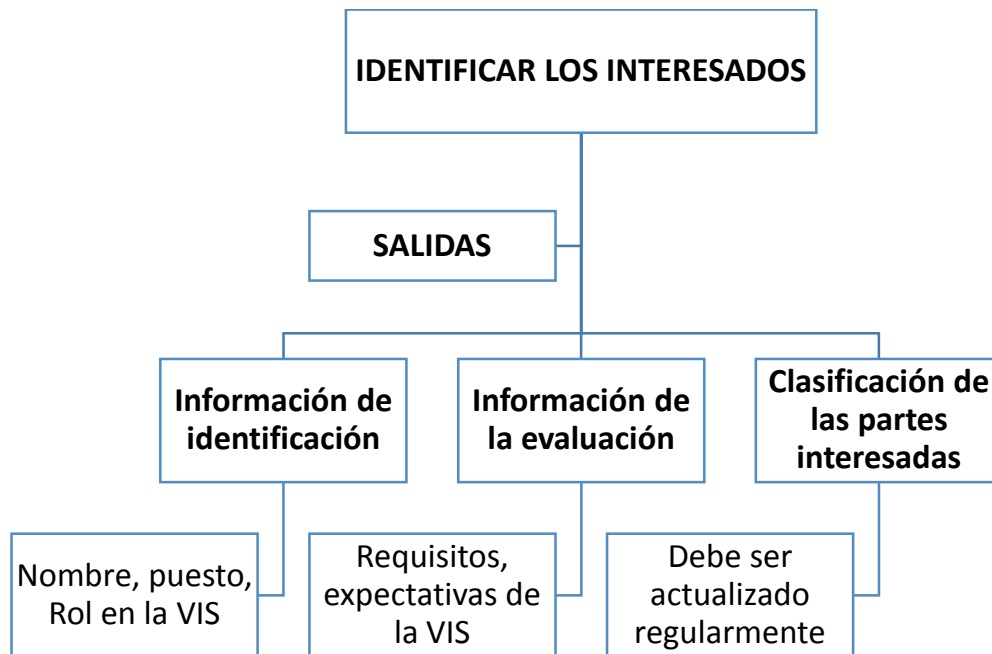 IDENTIFICAR LOS INTERESADOS
SALIDAS
Información de
identificación
Información de
la evaluación
Clasificación de
las partes
interesadas
Nombre, puesto,
Rol en la VIS
Requisitos,
expectativas de
la VIS
Debe ser
actualizado
regularmente